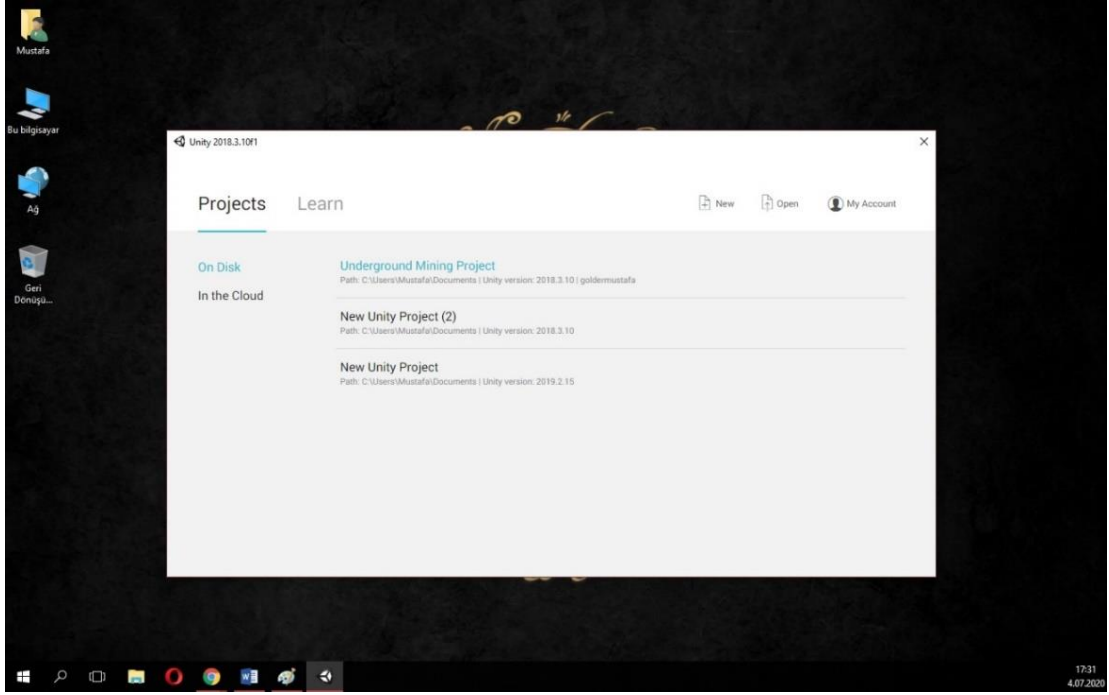 Mustafa
Bu bilgisayar
Ağ
Geri
Dönüşü...
Unity 2018.3.10f1
Projects
Learn
New
Open
My Account
On Disk
In the Cloud
Underground Mining Project
Path: C:\Users\Mustafa\Documents | Unity version: 2018.3.10 | goldermustafa
New Unity Project (2)
Path: C:\Users\Mustafa\Documents | Unity version: 2018.3.10
New Unity Project
Path: C:\Users\Mustafa\Documents | Unity version: 2019.2.15
17:31
4.07.2020